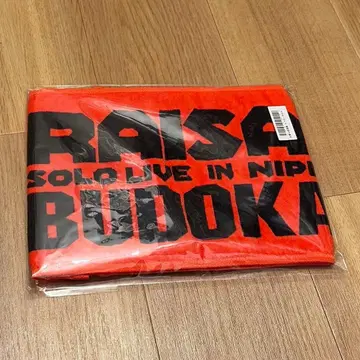 RAISA
SOLO LIVE IN NIP
BUDOKA